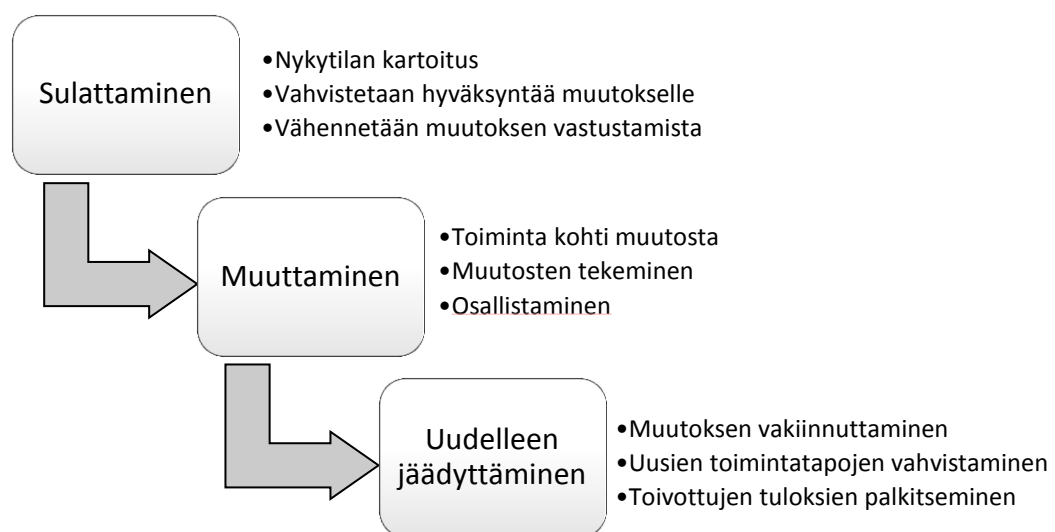 Sulattaminen
•Nykytilan kartoitus
•Vahvistetaan hyväksyntää muutokselle
•Vähennetään muutoksen vastustamista
Muuttaminen
•Toiminta kohti muutosta
•Muutosten tekeminen
•Osallistaminen
Uudelleen
jäädyttäminen
•Muutoksen vakiinnuttaminen
•Uusien toimintatapojen vahvistaminen
•Toivottujen tuloksien palkitseminen